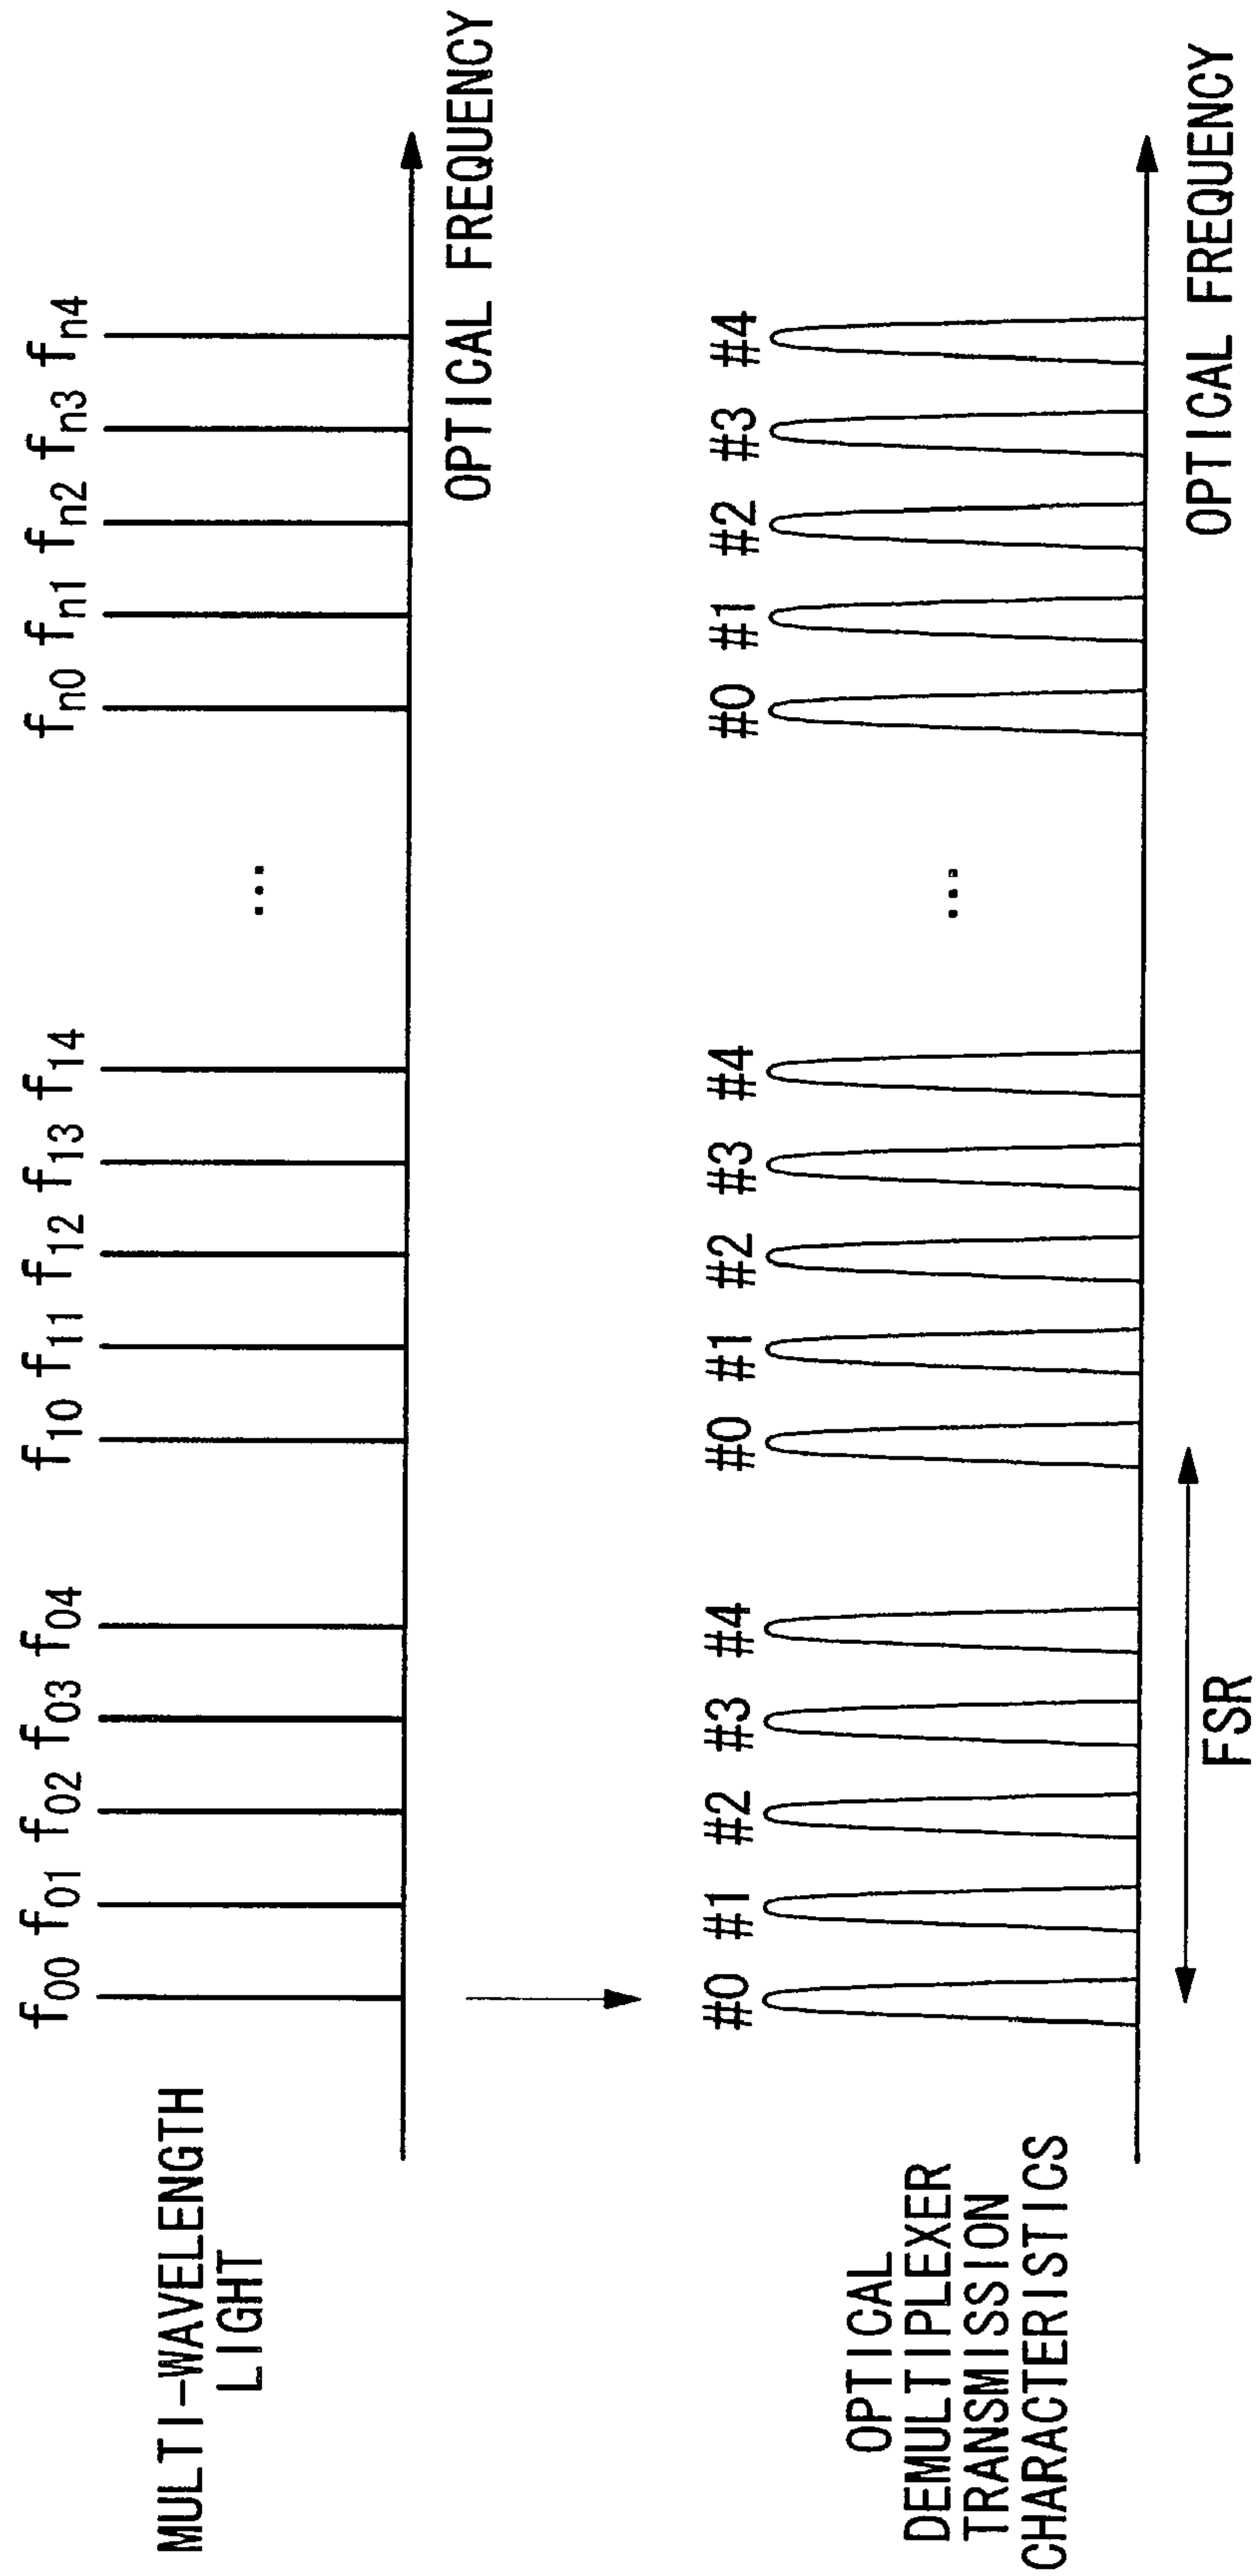 f00 f01 f02 f03 f04 f10 f11 f12 f13 f14 ... fn0 fn1 fn2 fn3 fn4
MULTI-WAVELENGTH
LIGHT
OPTICAL FREQUENCY
#0 #1 #2 #3 #4 #0 #1 #2 #3 #4 ... #0 #1 #2 #3 #4
OPTICAL
DEMULTIPLEXER
TRANSMISSION
CHARACTERISTICS
FSR
OPTICAL FREQUENCY